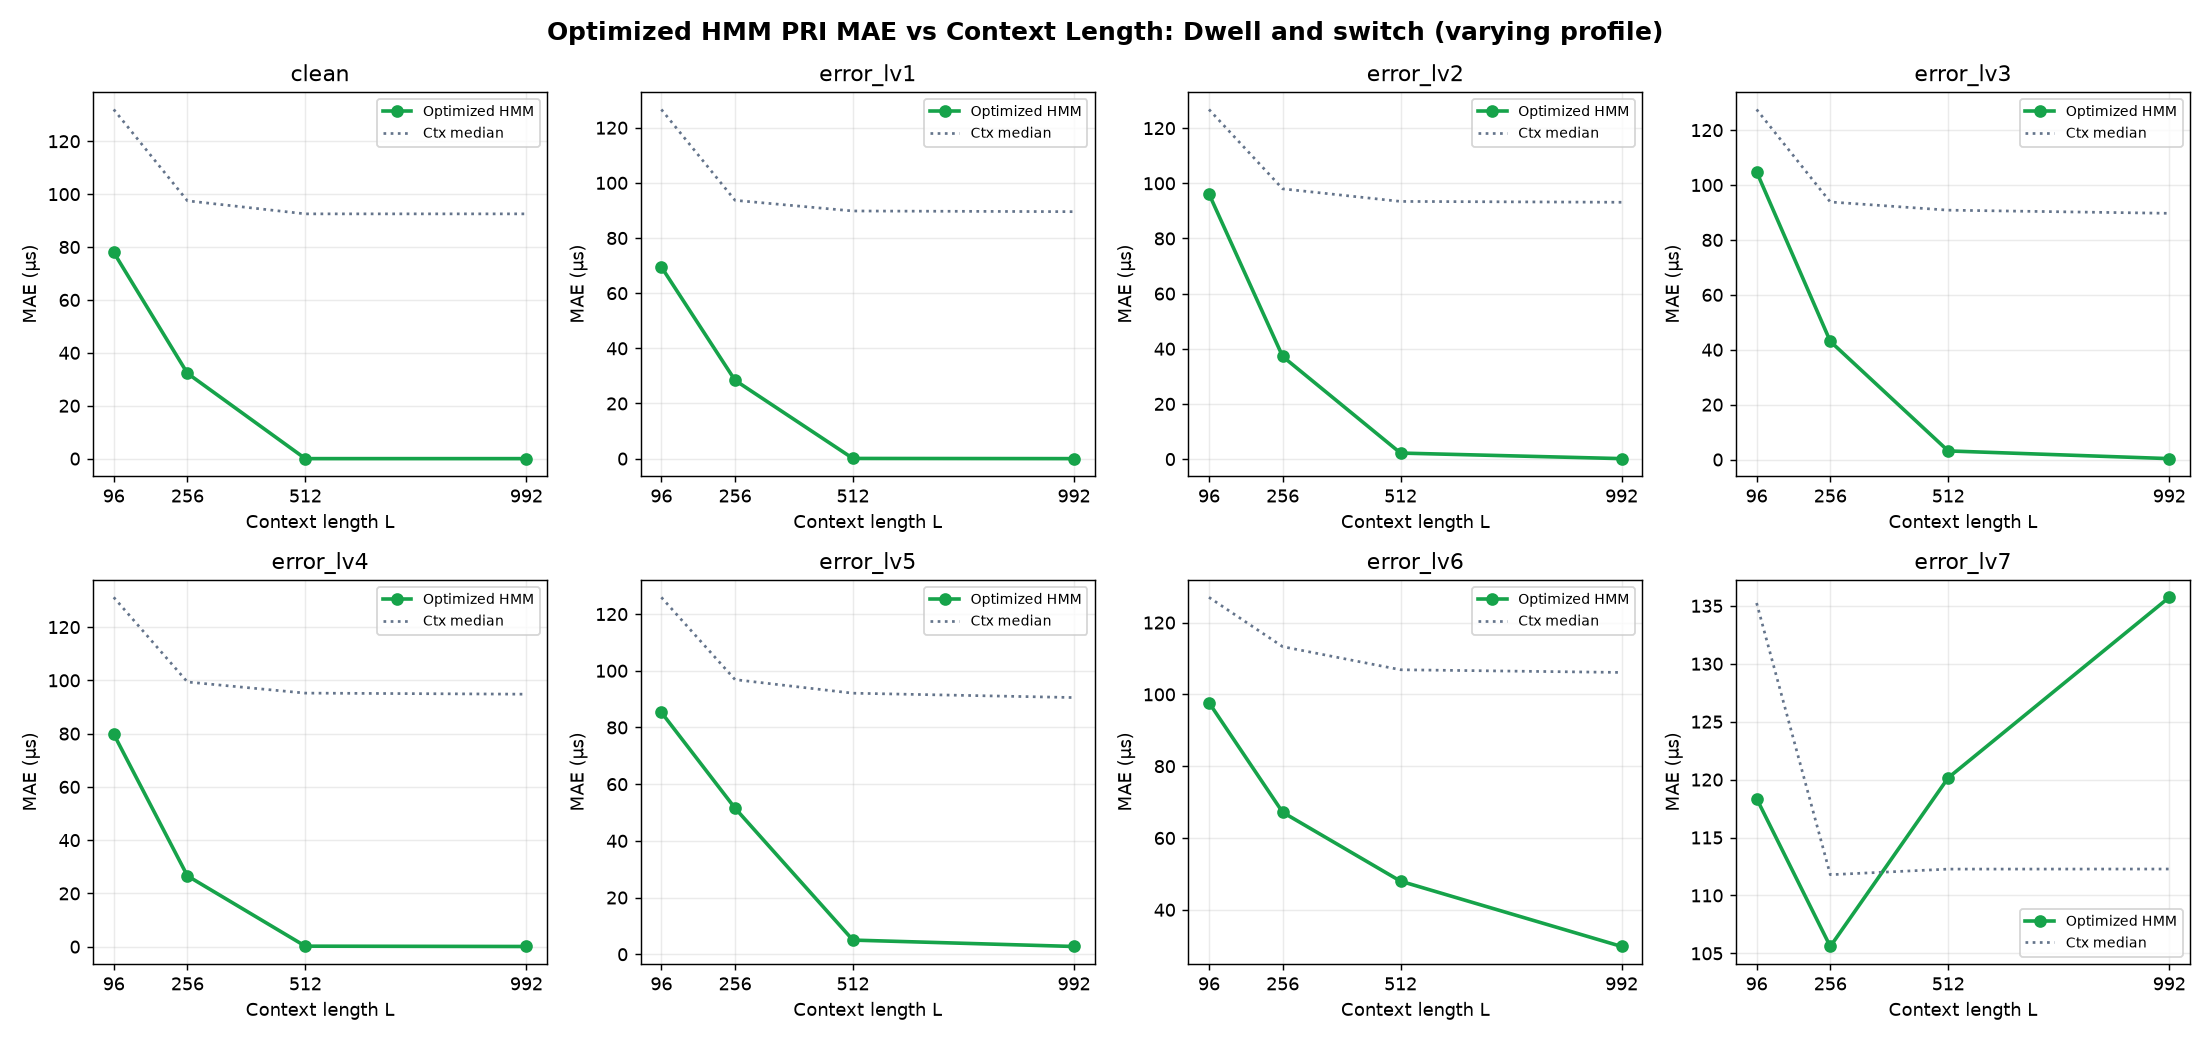 Optimized HMM PRI MAE vs Context Length: Dwell and switch (varying profile)
clean
error_lv1
error_lv2
error_lv3
Optimized HMM
Ctx median
Optimized HMM
Ctx median
Optimized HMM
Ctx median
Optimized HMM
Ctx median
MAE (µs)
120
100
80
60
40
20
0
MAE (µs)
120
100
80
60
40
20
0
MAE (µs)
120
100
80
60
40
20
0
MAE (µs)
120
100
80
60
40
20
0
96 256 512 992
96 256 512 992
96 256 512 992
96 256 512 992
Context length L
Context length L
Context length L
Context length L
error_lv4
error_lv5
error_lv6
error_lv7
Optimized HMM
Ctx median
Optimized HMM
Ctx median
Optimized HMM
Ctx median
MAE (µs)
120
100
80
60
40
20
0
MAE (µs)
120
100
80
60
40
20
0
MAE (µs)
120
100
80
60
40
MAE (µs)
135
130
125
120
115
110
105
Optimized HMM
Ctx median
96 256 512 992
96 256 512 992
96 256 512 992
96 256 512 992
Context length L
Context length L
Context length L
Context length L